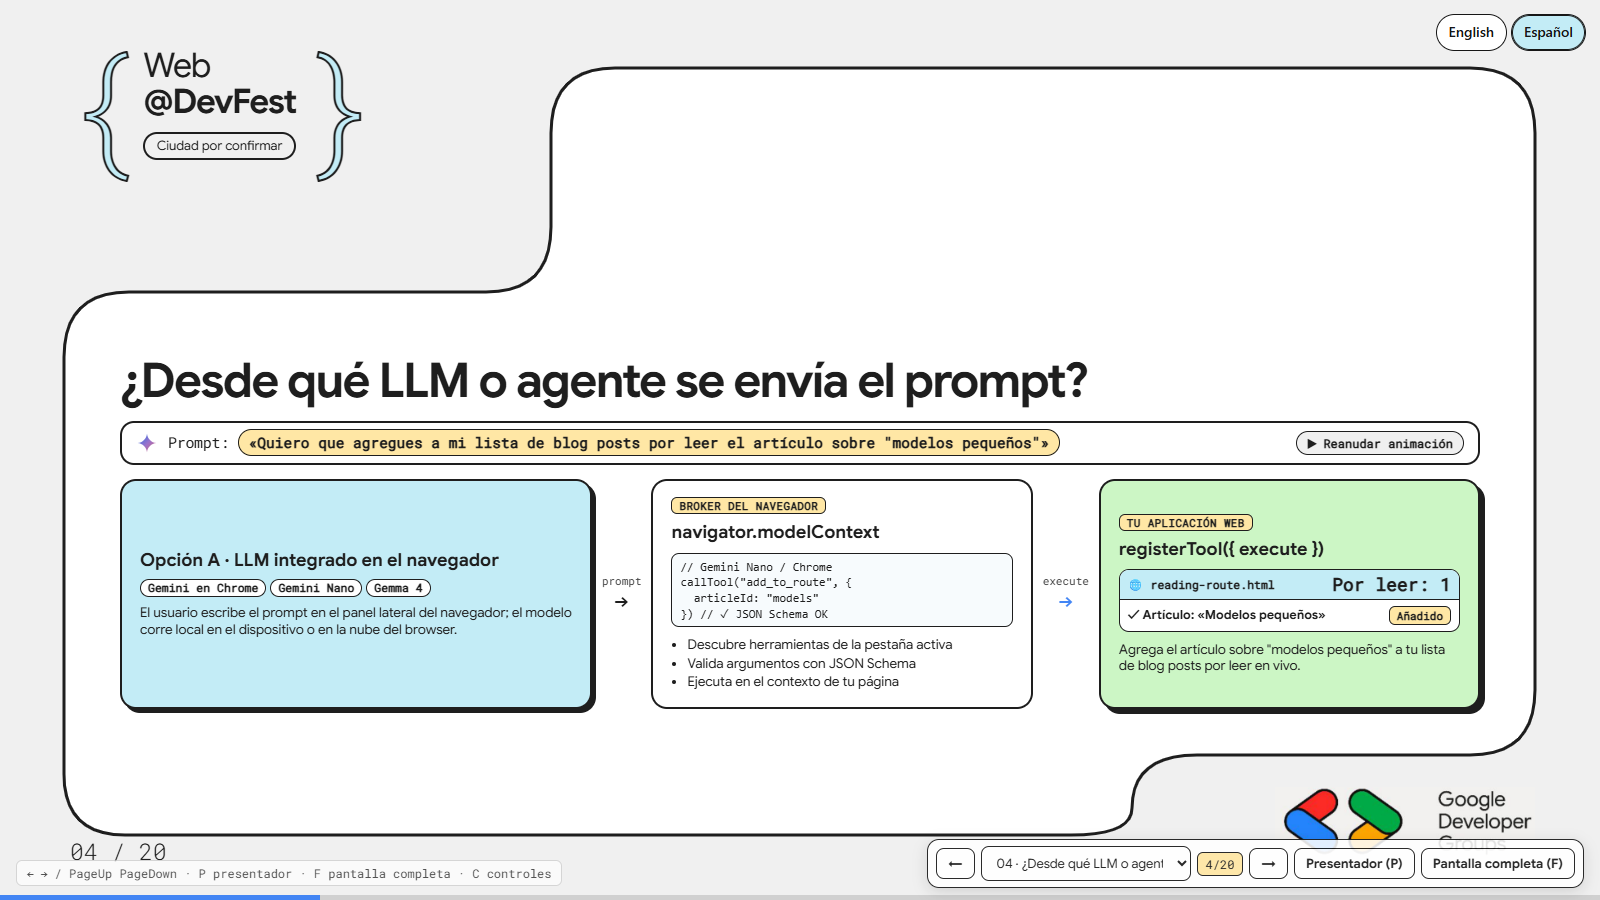 English
Español
Web
@DevFest
Ciudad por confirmar
¿Desde qué LLM o agente se envía el prompt?
Prompt: «Quiero que agregues a mi lista de blog posts por leer el artículo sobre "modelos pequeños"»
▶ Reanudar animación
Opción A · LLM integrado en el navegador
Gemini en Chrome
Gemini Nano
Gemma 4
El usuario escribe el prompt en el panel lateral del navegador; el modelo
corre local en el dispositivo o en la nube del browser.
prompt
→
BROKER DEL NAVEGADOR
navigator.modelContext
// Gemini Nano / Chrome
callTool("add_to_route", {
articleId: "models"
}) // ✓ JSON Schema OK
• Descubre herramientas de la pestaña activa
• Valida argumentos con JSON Schema
• Ejecuta en el contexto de tu página
execute
→
TU APLICACIÓN WEB
registerTool({ execute })
reading-route.html
Por leer: 1
✓ Artículo: «Modelos pequeños»
Añadido
Agrega el artículo sobre "modelos pequeños" a tu lista
de blog posts por leer en vivo.
Google
Developer
Groups
04 / 20
← → / PageUp PageDown · P presentador · F pantalla completa · C controles
←
04 · ¿Desde qué LLM o agent
4/20
→
Presentador (P)
Pantalla completa (F)